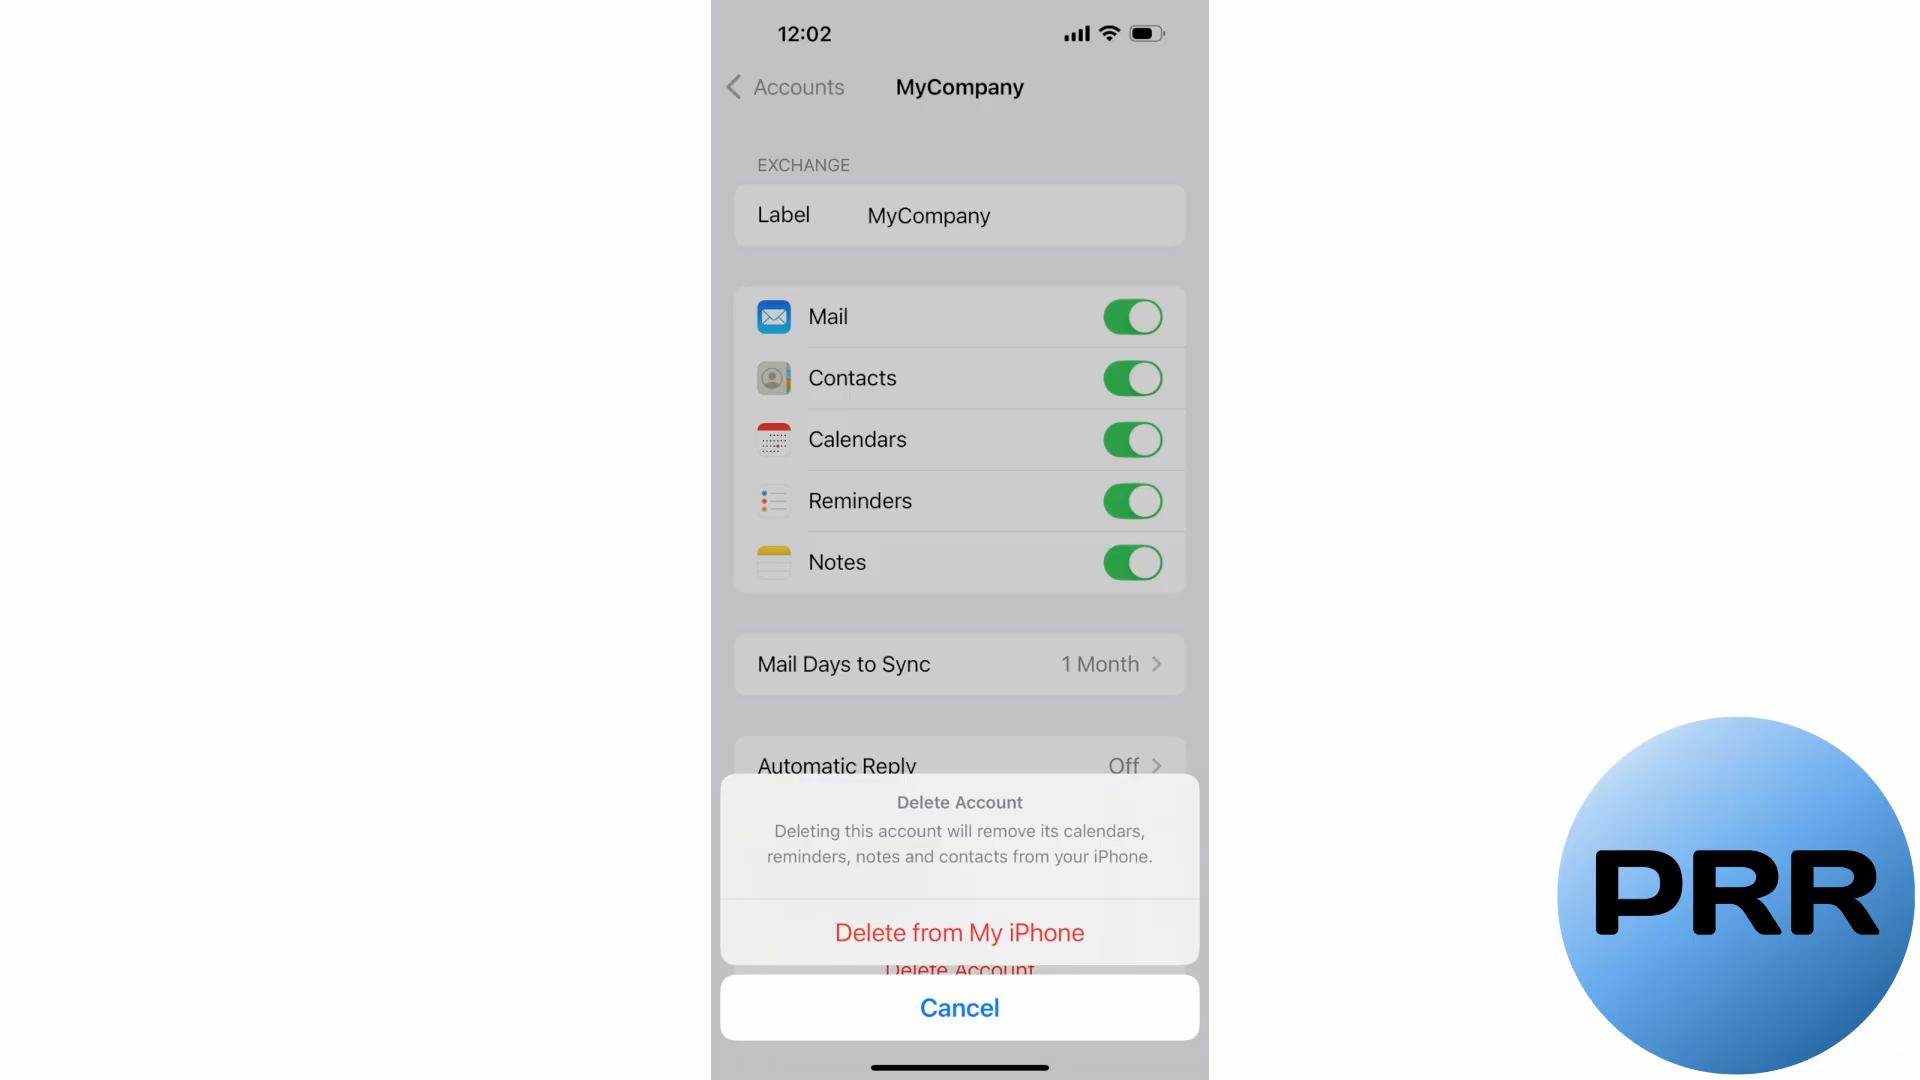 12:02
Accounts
MyCompany
EXCHANGE
Label MyCompany
Mail
Contacts
Calendars
Reminders
Notes
Mail Days to Sync 1 Month
Automatic Reply Off
Delete Account
Deleting this account will remove its calendars,
reminders, notes and contacts from your iPhone.
Delete from My iPhone
Delete Account
Cancel
PRR